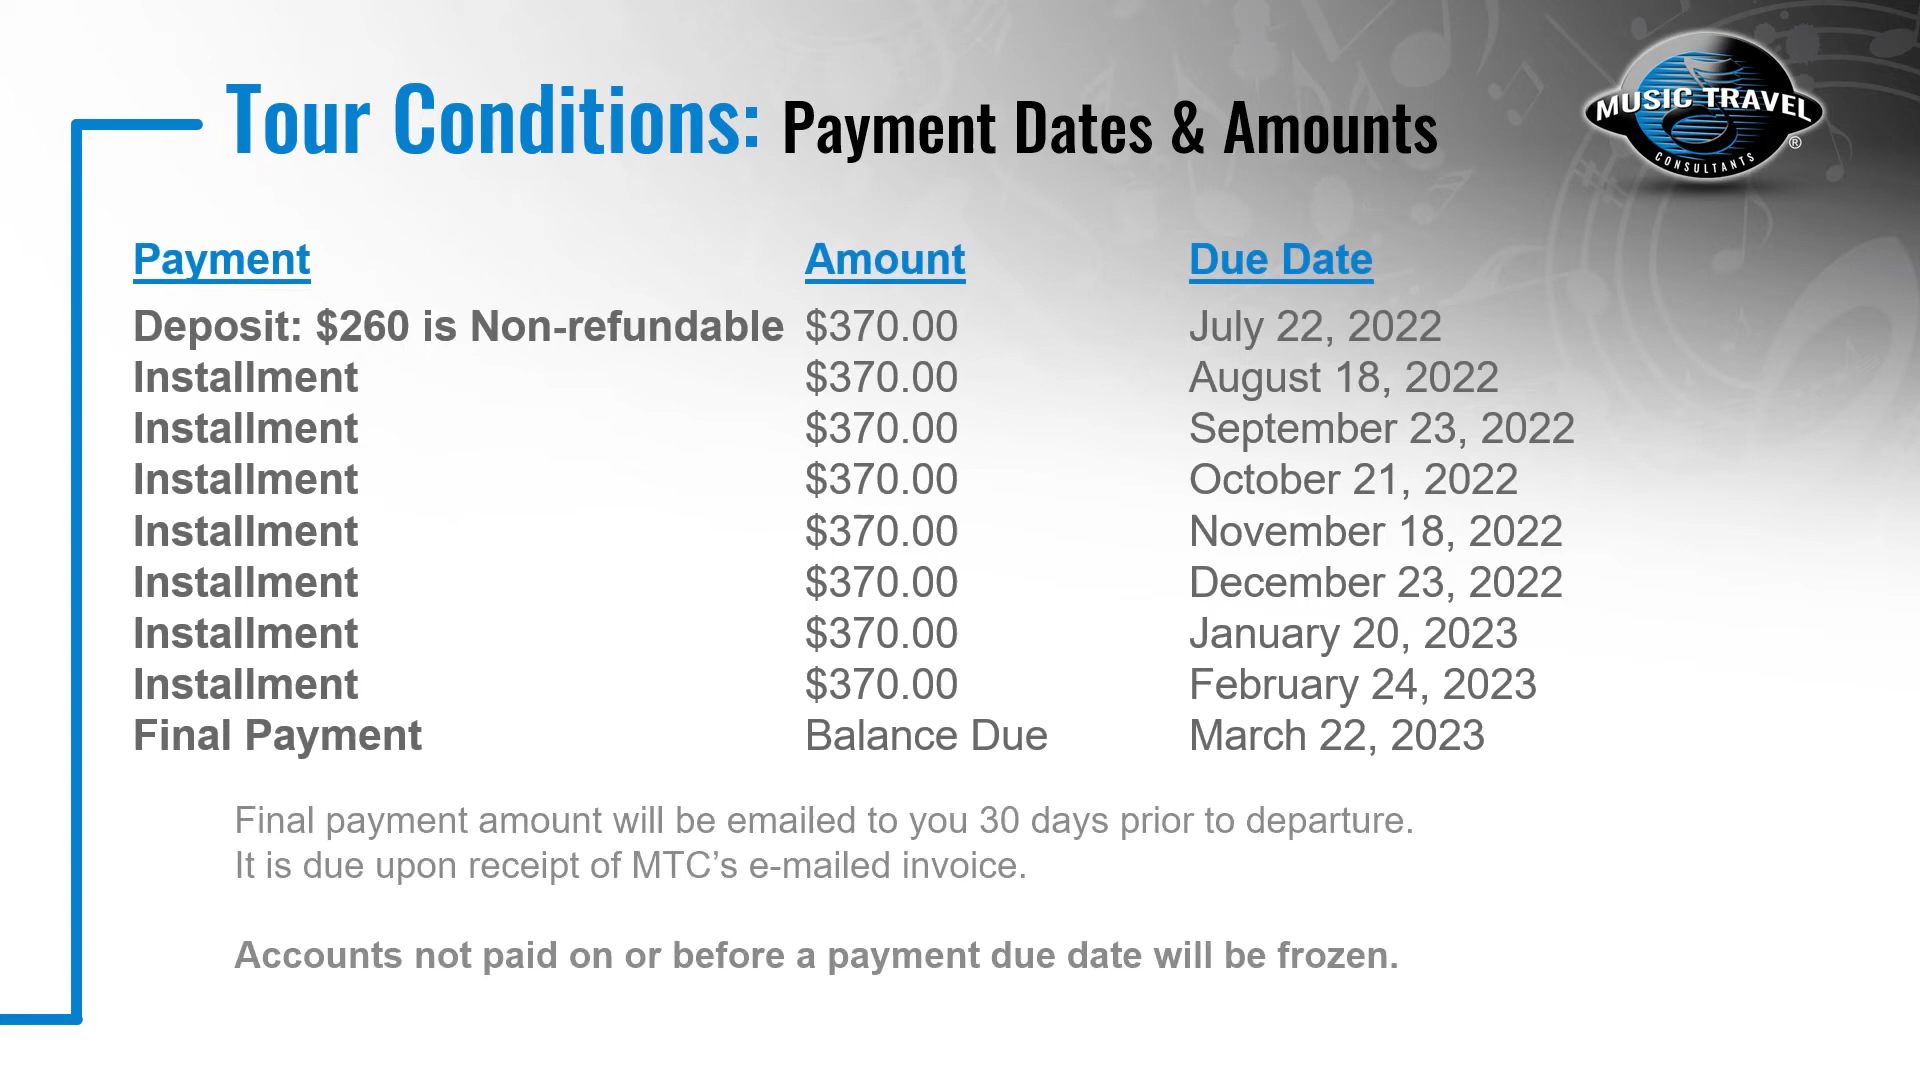 Tour Conditions: Payment Dates & Amounts
MUSIC TRAVEL
CONSULTANTS
®
Payment Amount Due Date
Deposit: $260 is Non-refundable $370.00 July 22, 2022
Installment $370.00 August 18, 2022
Installment $370.00 September 23, 2022
Installment $370.00 October 21, 2022
Installment $370.00 November 18, 2022
Installment $370.00 December 23, 2022
Installment $370.00 January 20, 2023
Installment $370.00 February 24, 2023
Final Payment Balance Due March 22, 2023
Final payment amount will be emailed to you 30 days prior to departure.
It is due upon receipt of MTC’s e-mailed invoice.
Accounts not paid on or before a payment due date will be frozen.